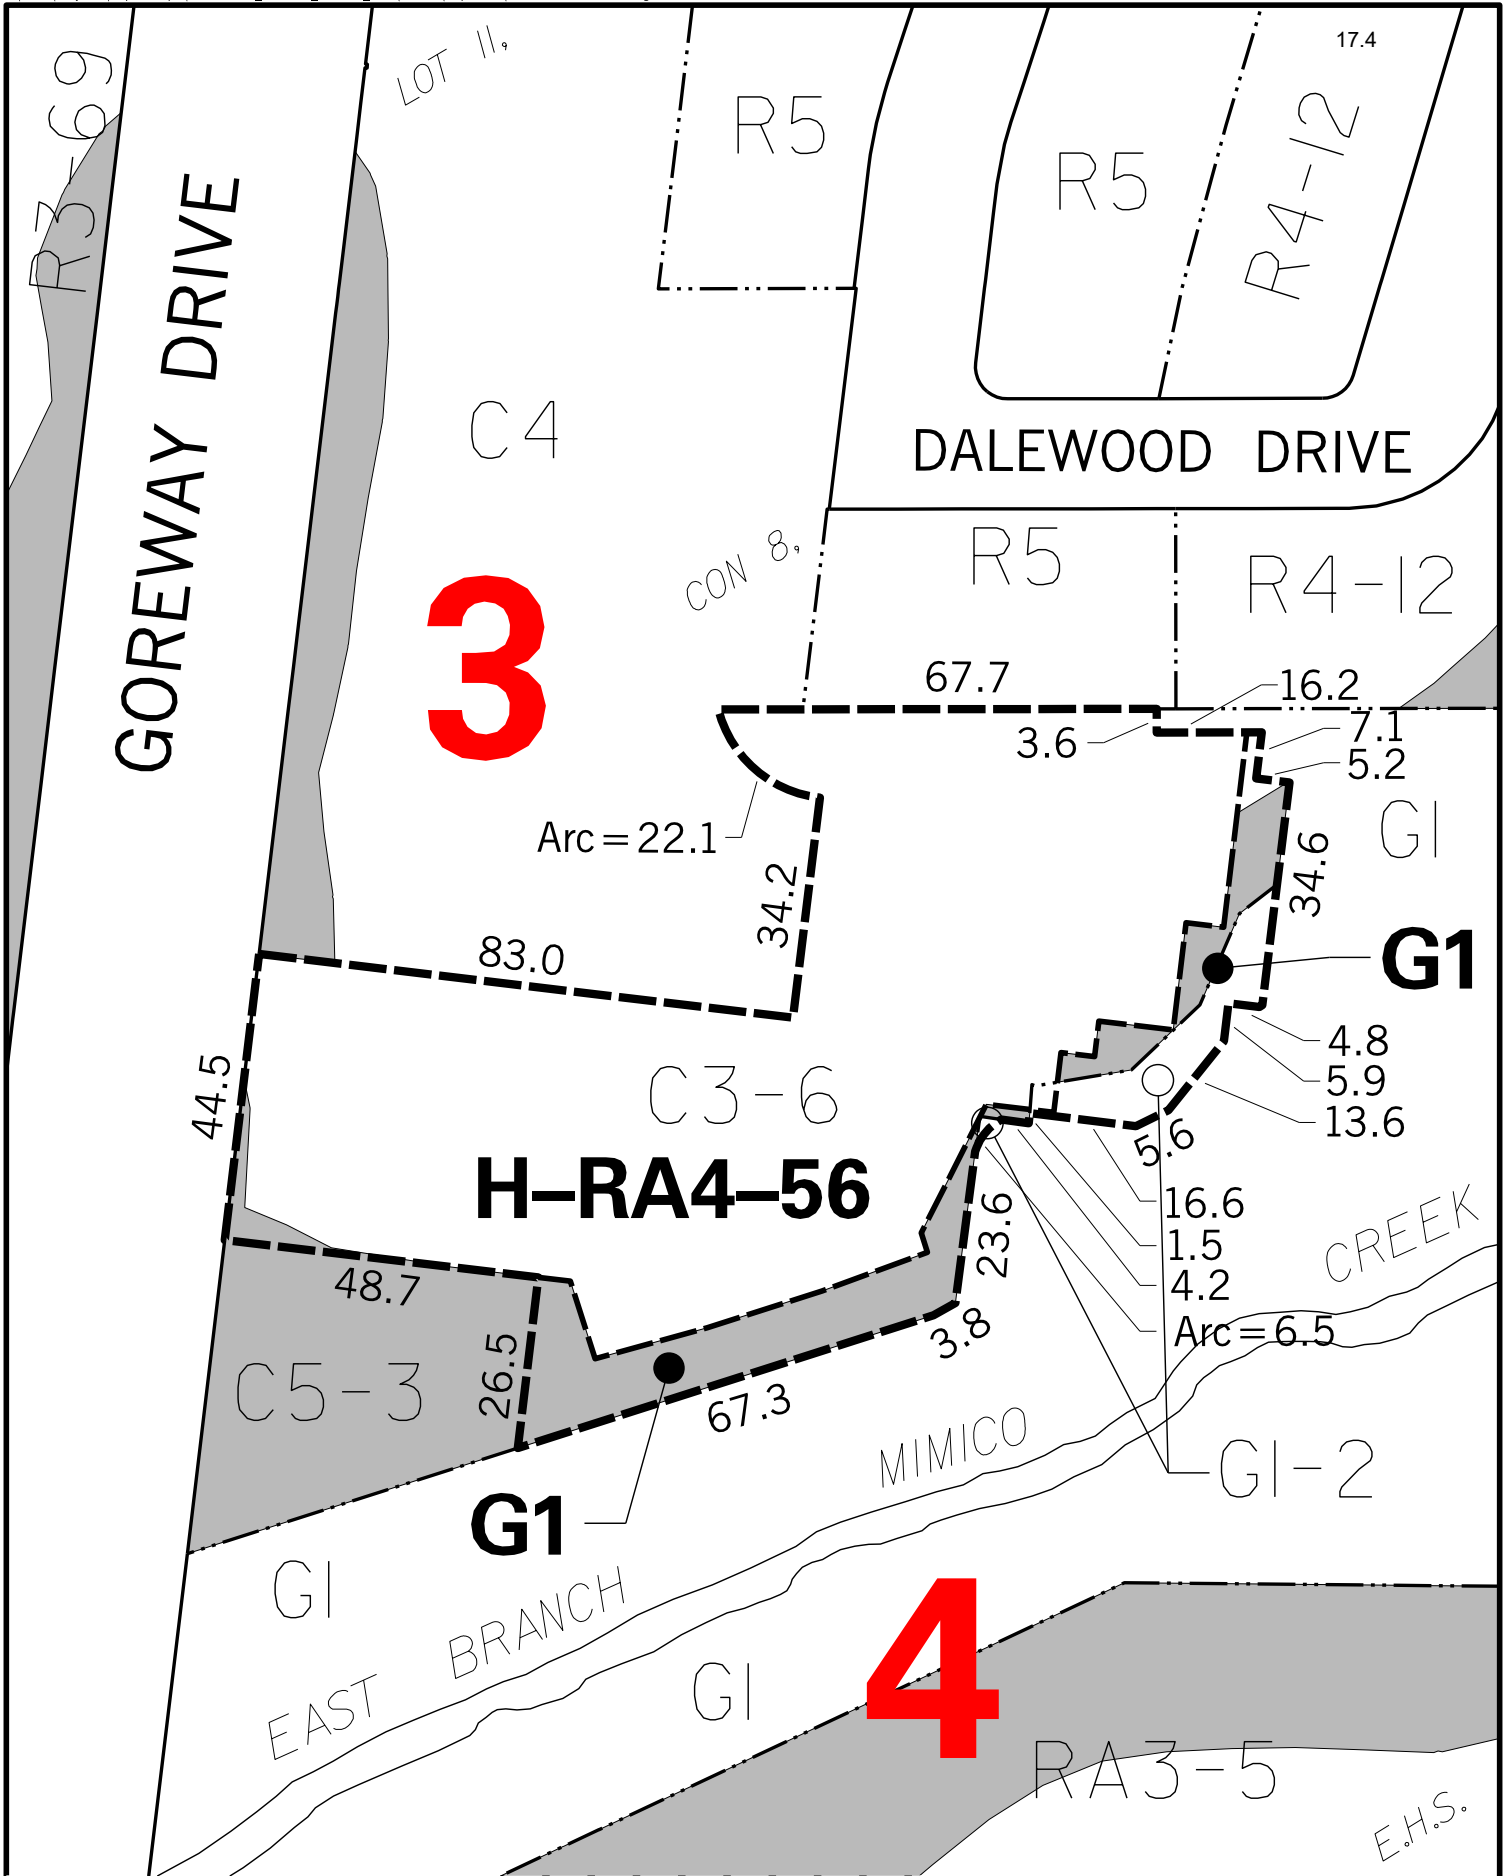 17.4
R3-69
LOT 11,
R5
R5
R4-12
GOREWAY DRIVE
C4
DALEWOOD DRIVE
CON 8,
R5
R4-12
3
67.7
16.2
3.6
7.1
5.2
Arc = 22.1
G1
34.2
34.6
83.0
G1
44.5
4.8
5.9
13.6
C3-6
5.6
H-RA4-56
16.6
23.6
1.5
4.2
CREEK
48.7
Arc = 6.5
3.8
26.5
C5-3
67.3
MIMICO
G1-2
G1
G1
BRANCH
EAST
G1
4
RA3-5
E.H.S.